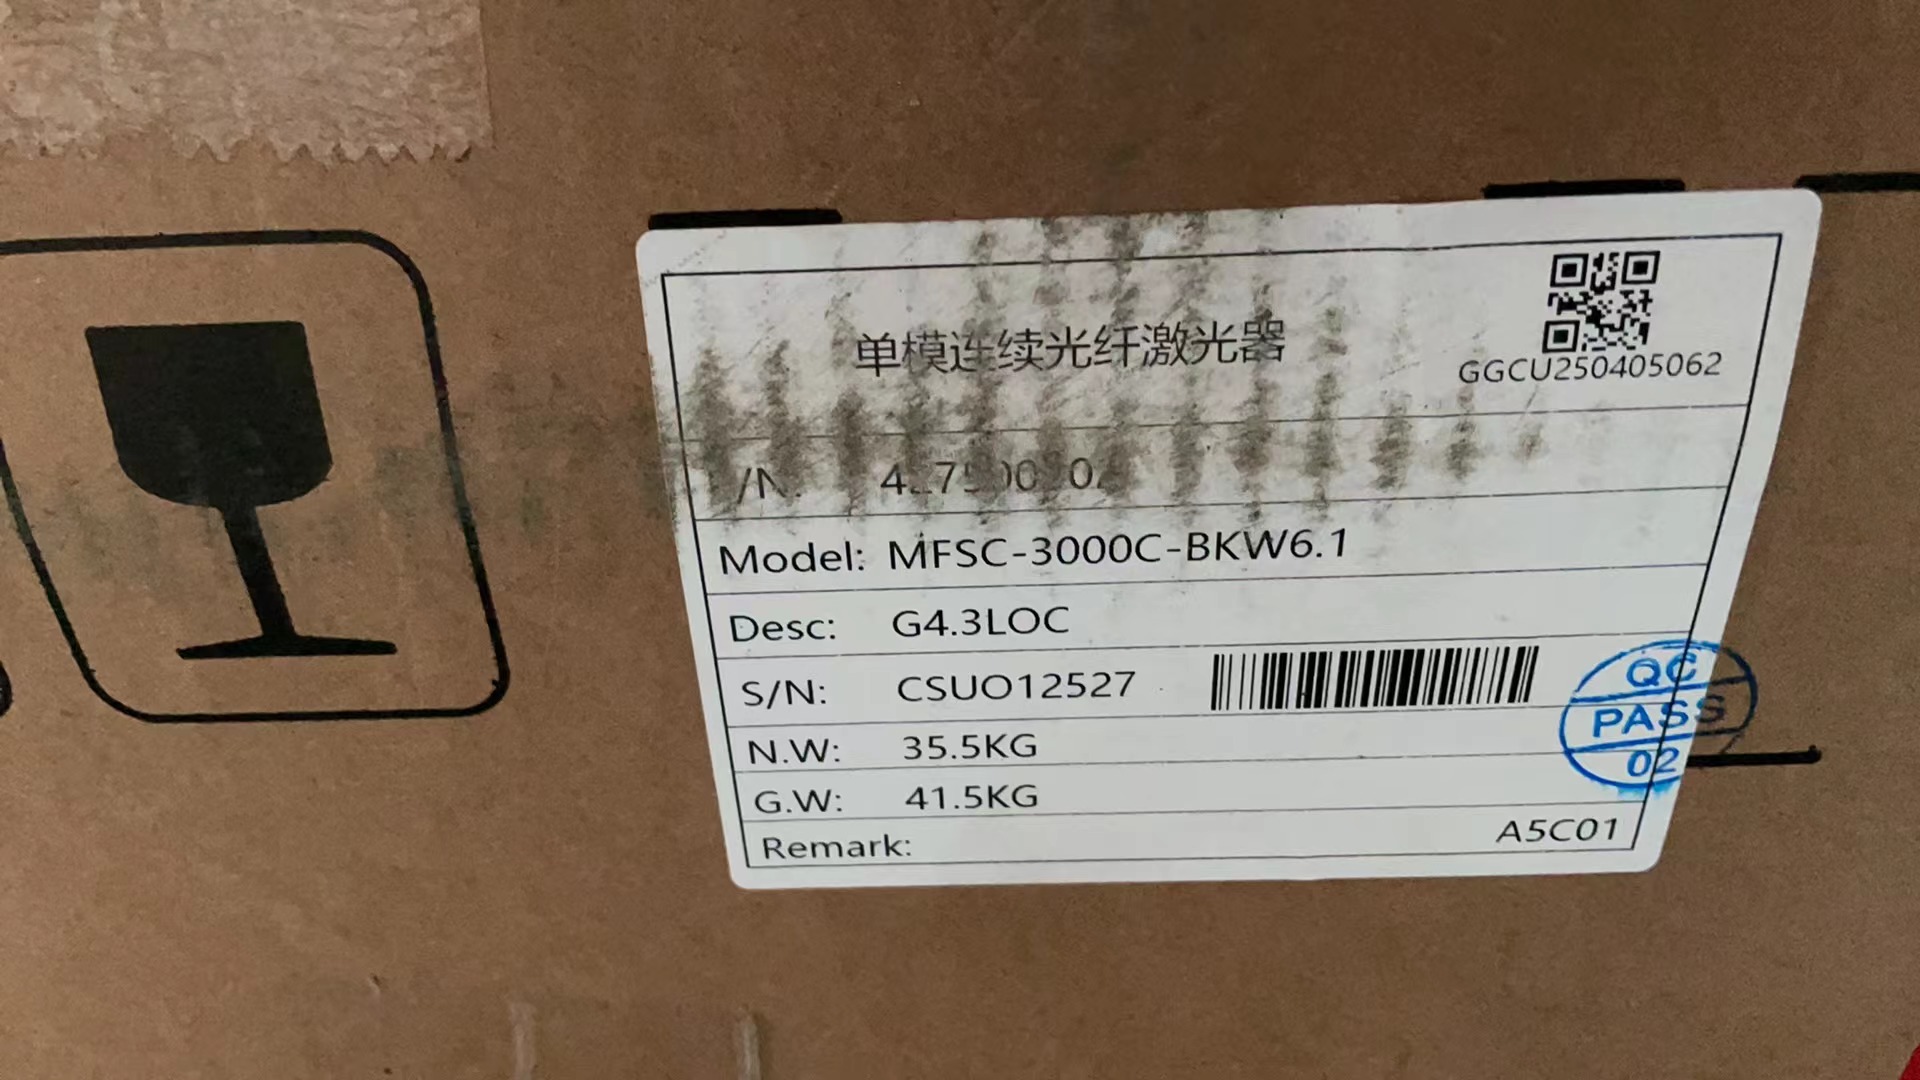 单模连续光纤激光器
GGCU250405062
Model: MFSC-3000C-BKW6.1
Desc: G4.3LOC
S/N: CSUO12527
N.W: 35.5KG
G.W: 41.5KG
Remark: A5C01
QC
PASS
02